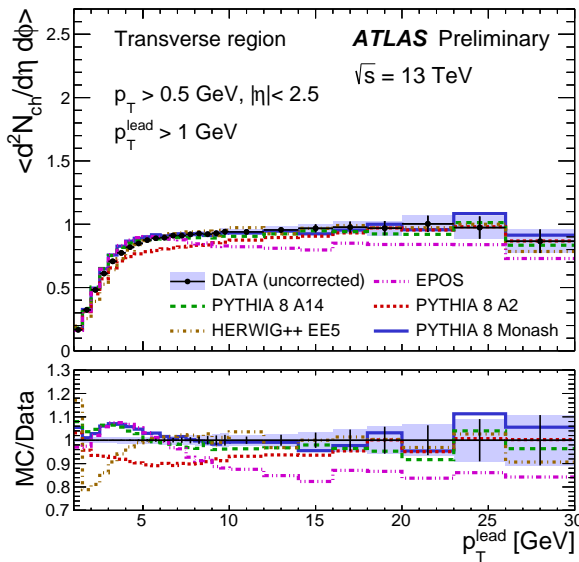 Transverse region
ATLAS Preliminary
√s = 13 TeV
p_T > 0.5 GeV, |η| < 2.5
p_T^lead > 1 GeV
<d²N_ch/dη dϕ>
2.5
2
1.5
1
0.5
0
DATA (uncorrected)
EPOS
PYTHIA 8 A14
PYTHIA 8 A2
HERWIG++ EE5
PYTHIA 8 Monash
MC/Data
1.3
1.2
1.1
1
0.9
0.8
0.7
5 10 15 20 25 30
p_T^lead [GeV]